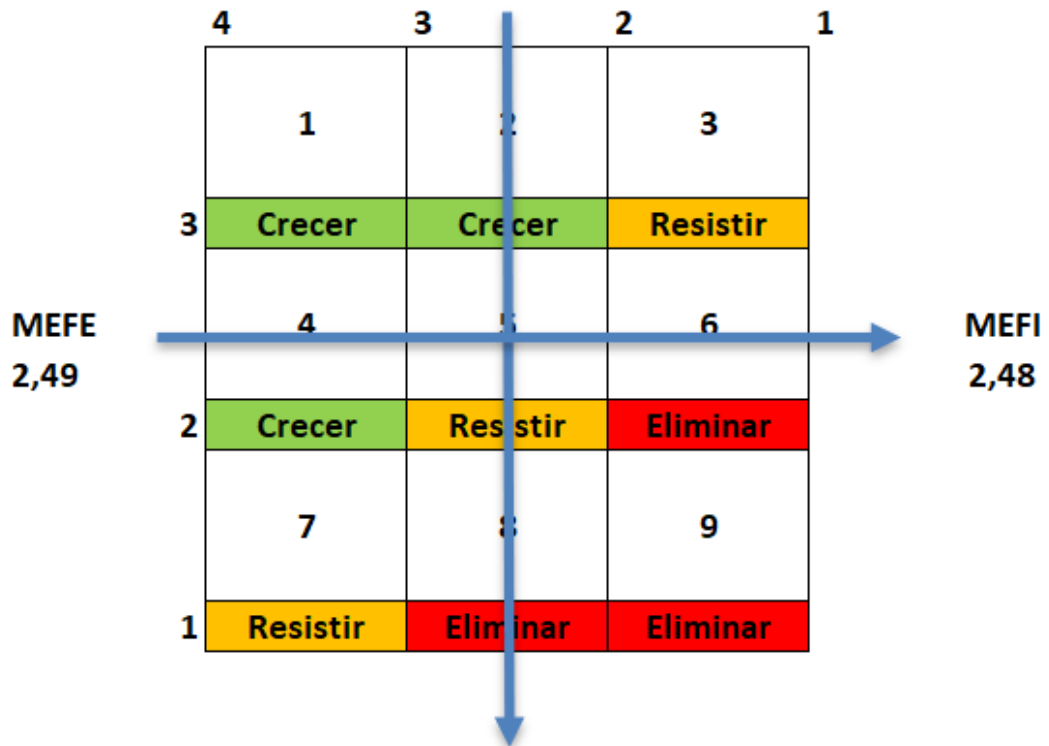 4 3 2 1
1 2 3
3 Crecer Crecer Resistir
MEFE 4 5 6 MEFI
2,49 2,48
2 Crecer Resistir Eliminar
7 8 9
1 Resistir Eliminar Eliminar